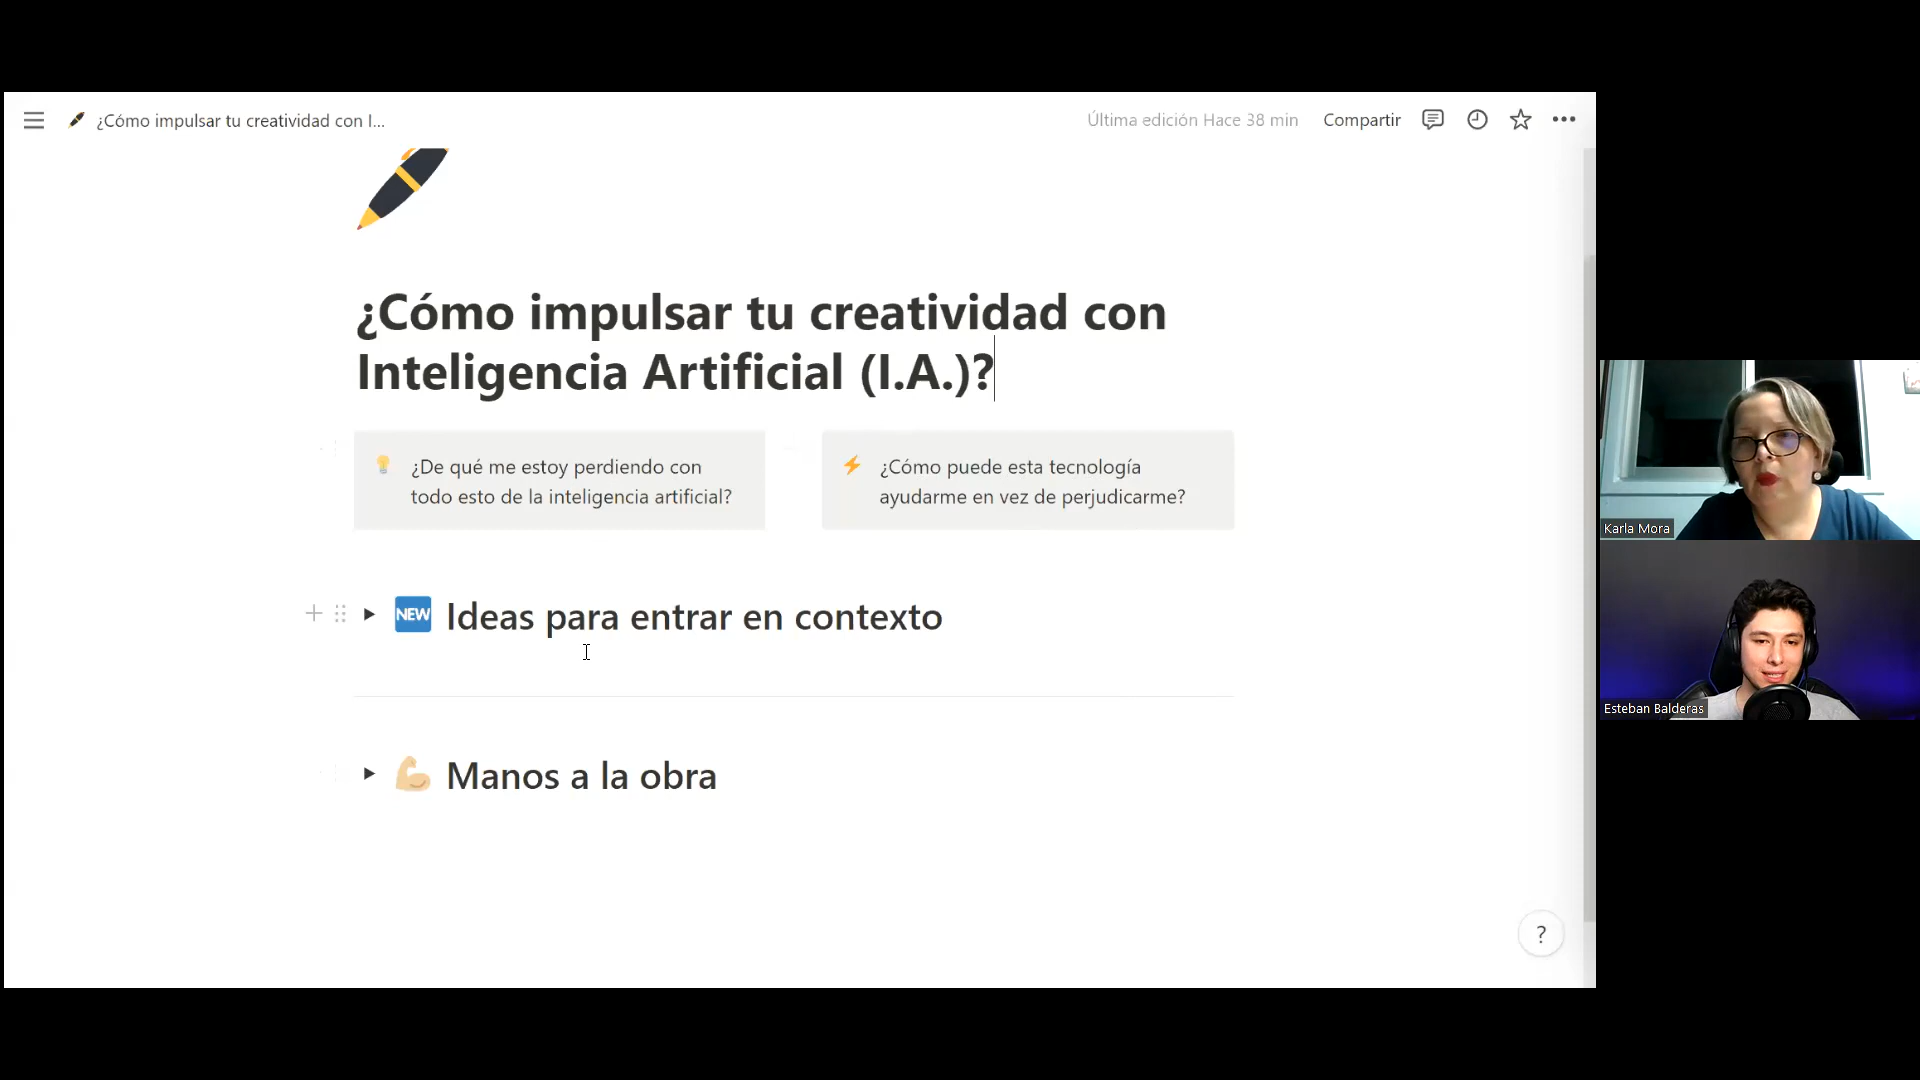 ¿Cómo impulsar tu creatividad con I...
Última edición Hace 38 min
Compartir
¿Cómo impulsar tu creatividad con
Inteligencia Artificial (I.A.)?
¿De qué me estoy perdiendo con
todo esto de la inteligencia artificial?
¿Cómo puede esta tecnología
ayudarme en vez de perjudicarme?
NEW Ideas para entrar en contexto
Manos a la obra
?
Karla Mora
Esteban Balderas